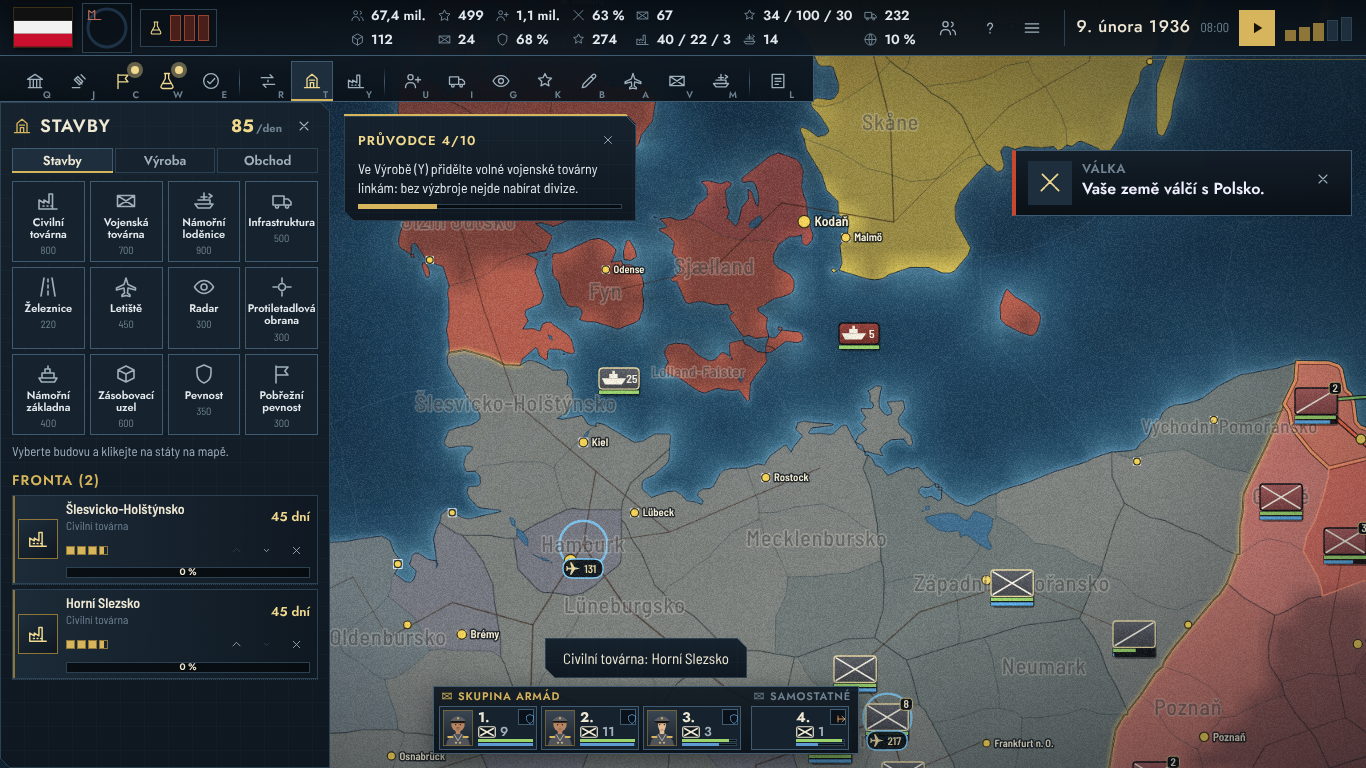 67,4 mil.
499
1,1 mil.
63 %
67
34 / 100 / 30
232
112
24
68 %
274
40 / 22 / 3
14
10 %
?
9. února 1936
08:00
Q
J
C
W
E
R
T
Y
U
I
G
K
B
A
V
M
L
STAVBY
85 /den
Stavby
Výroba
Obchod
Civilní továrna
800
Vojenská továrna
700
Námořní loděnice
900
Infrastruktura
500
Železnice
220
Letiště
450
Radar
300
Protiletadlová obrana
300
Námořní základna
400
Zásobovací uzel
600
Pevnost
350
Pobřežní pevnost
300
Vyberte budovu a klikejte na státy na mapě.
FRONTA (2)
Šlesvicko-Holštýnsko
Civilní továrna
45 dní
0 %
Horní Slezsko
Civilní továrna
45 dní
0 %
PRŮVODCE 4/10
Ve Výrobě (Y) přidělte volné vojenské továrny
linkám: bez výzbroje nejde nabírat divize.
VÁLKA
Vaše země válčí s Polskem.
Skåne
Kodaň
Malmö
Jižní Jutsko
Odense
Sjælland
Fyn
5
25
Lolland-Falster
Šlesvicko-Holštýnsko
Kiel
Rostock
Lübeck
Východní Pomořansko
2
Hamburk
131
Mecklenbursko
3
Lüneburgsko
Oldenbursko
Brémy
Neumark
Poznaň
Poznaň
Civilní továrna: Horní Slezsko
SKUPINA ARMÁD
SAMOSTATNÉ
1.
9
2.
11
3.
3
4.
1
8
217
Frankfurt n. O.
Osnabrück
2